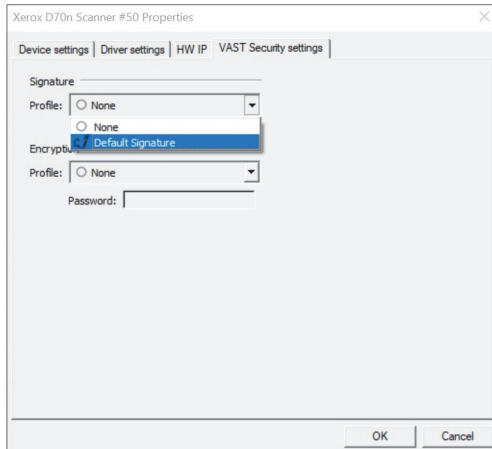 Xerox D70n Scanner #50 Properties
Device settings Driver settings HW IP VAST Security settings
Signature
Profile: None
None
Default Signature
Encryptio
Profile: None
Password:
OK Cancel